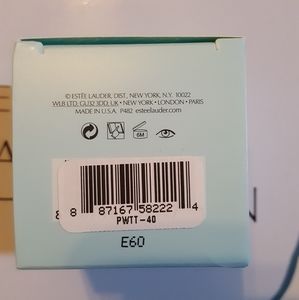 © ESTĒE LAUDER, DIST., NEW YORK, N.Y. 10022
WLB LTD, GU32 3DD, UK • NEW YORK • LONDON • PARIS
MADE IN U.S.A. P482 esteelauder.com
6M
8 87167 58222 4
PWTT-40
E60